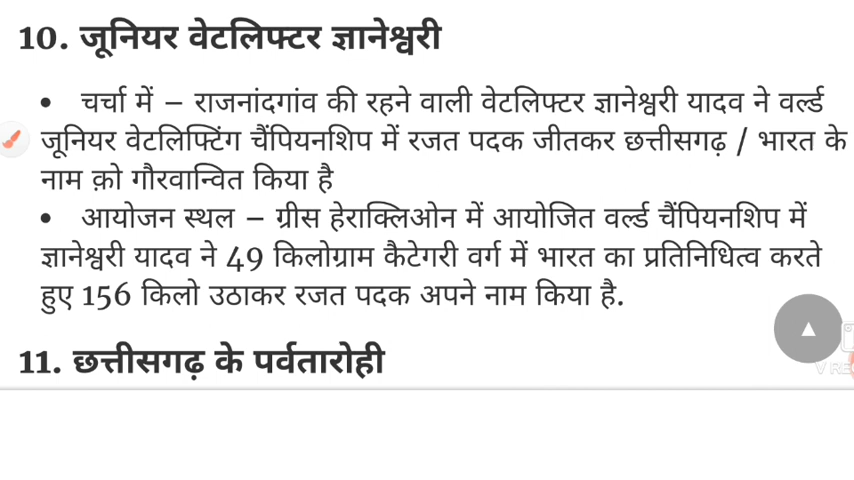 10. जूनियर वेटलिफ्टर ज्ञानेश्वरी
• चर्चा में – राजनांदगांव की रहने वाली वेटलिफ्टर ज्ञानेश्वरी यादव ने वर्ल्ड
जूनियर वेटलिफ्टिंग चैंपियनशिप में रजत पदक जीतकर छत्तीसगढ़ / भारत के
नाम क़ो गौरवान्वित किया है
• आयोजन स्थल – ग्रीस हेराक्लिओन में आयोजित वर्ल्ड चैंपियनशिप में
ज्ञानेश्वरी यादव ने 49 किलोग्राम कैटेगरी वर्ग में भारत का प्रतिनिधित्व करते
हुए 156 किलो उठाकर रजत पदक अपने नाम किया है.
11. छत्तीसगढ़ के पर्वतारोही